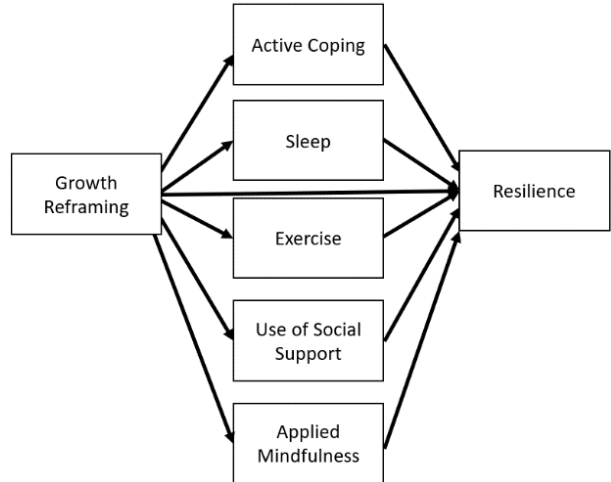 Active Coping
Sleep
Growth
Reframing
Resilience
Exercise
Use of Social
Support
Applied
Mindfulness